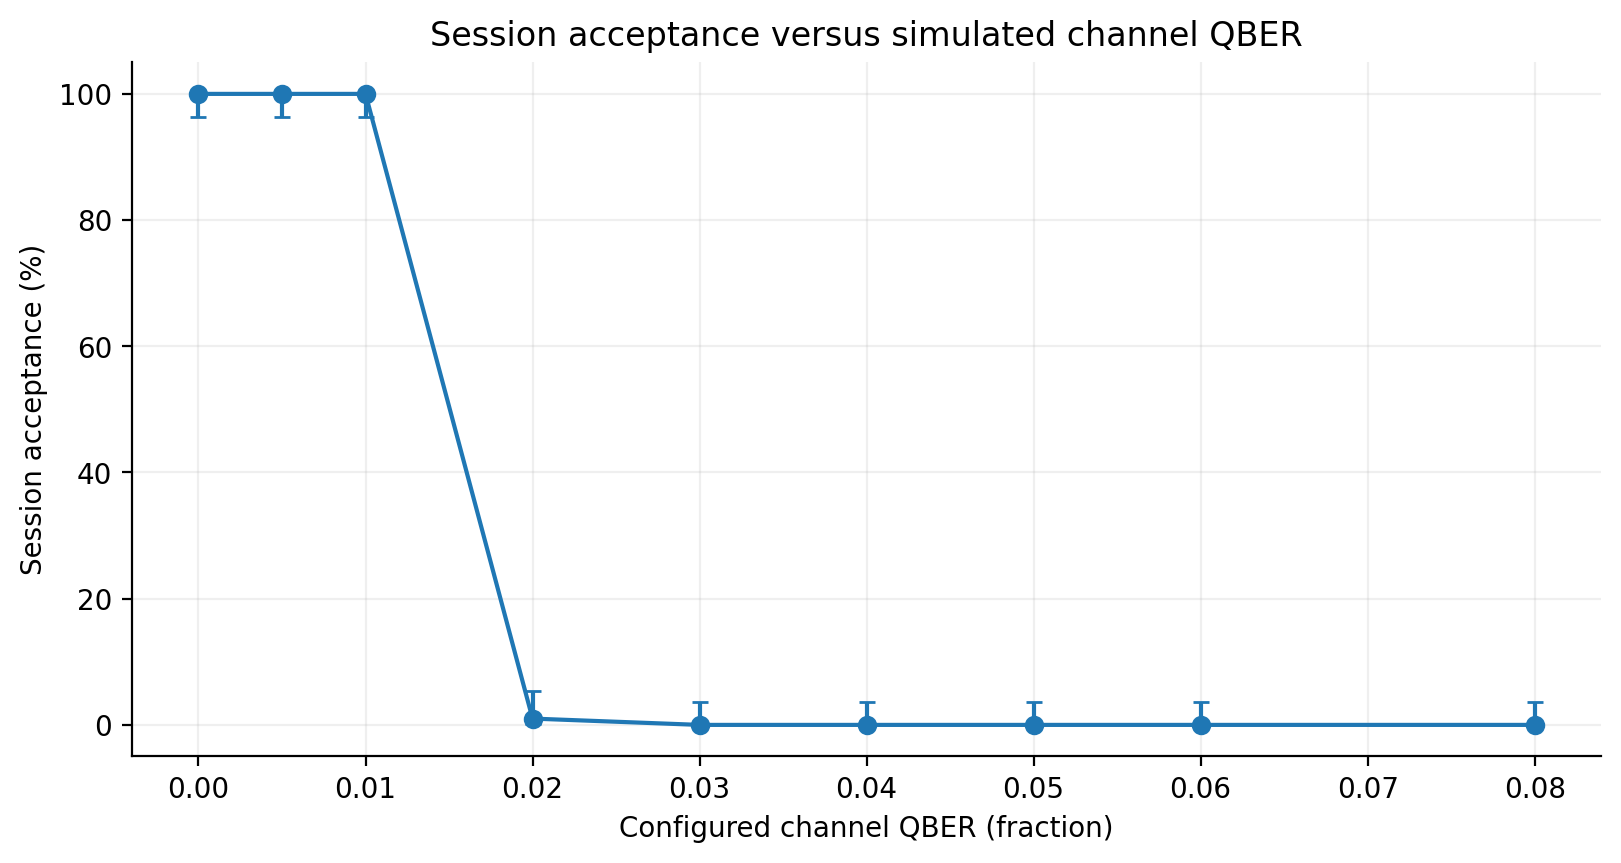 Session acceptance versus simulated channel QBER
Session acceptance (%)
100
80
60
40
20
0
0.00 0.01 0.02 0.03 0.04 0.05 0.06 0.07 0.08
Configured channel QBER (fraction)